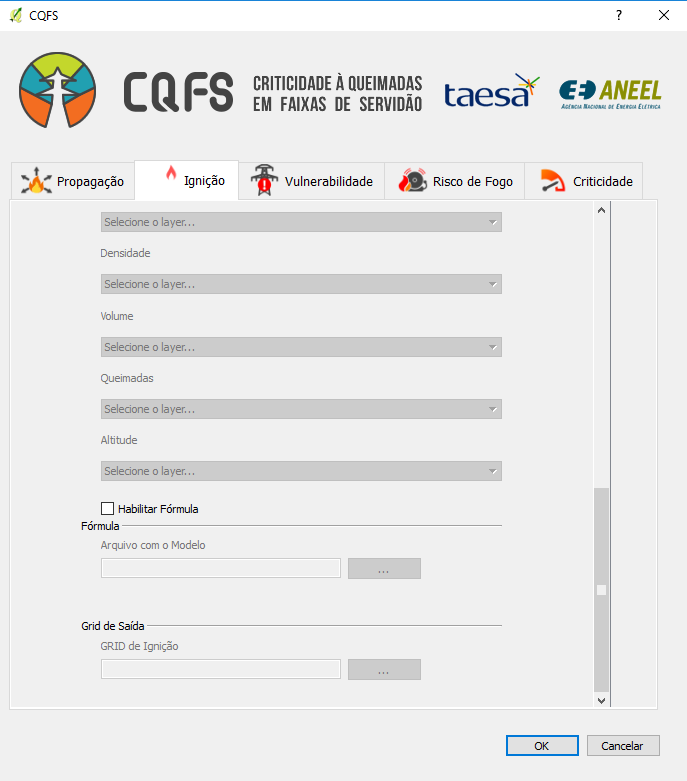 CQFS
?
CQFS
CRITICIDADE À QUEIMADAS
EM FAIXAS DE SERVIDÃO
taesa
ANEEL
AGÊNCIA NACIONAL DE ENERGIA ELÉTRICA
Propagação
Ignição
Vulnerabilidade
Risco de Fogo
Criticidade
Selecione o layer...
Densidade
Selecione o layer...
Volume
Selecione o layer...
Queimadas
Selecione o layer...
Altitude
Selecione o layer...
Habilitar Fórmula
Fórmula
Arquivo com o Modelo
...
Grid de Saída
GRID de Ignição
...
OK
Cancelar